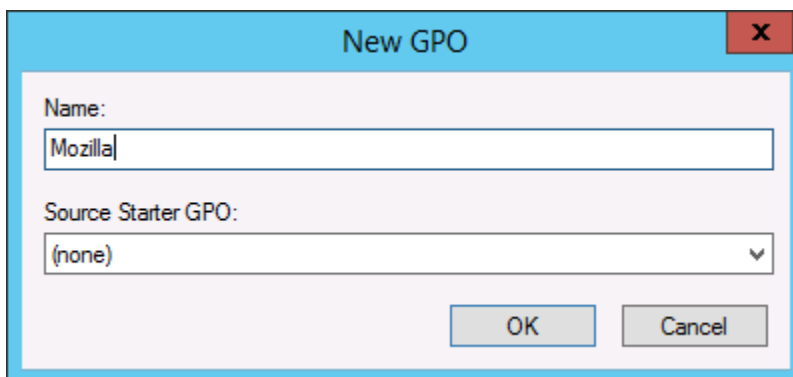 New GPO
x
Name:
Mozilla
Source Starter GPO:
(none)
OK Cancel